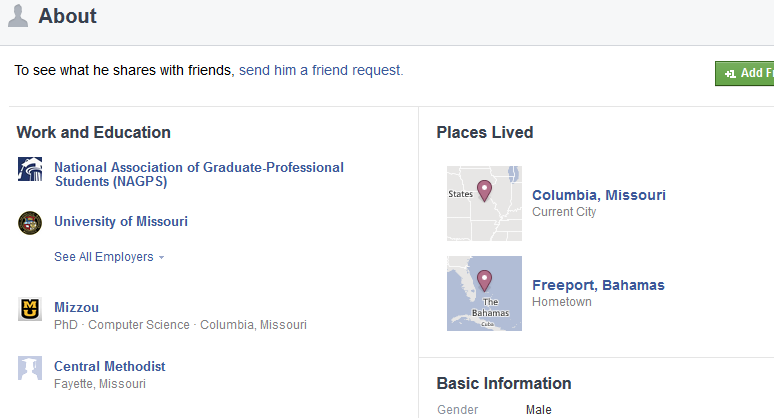 About
To see what he shares with friends, send him a friend request.
+1 Add Fr
Work and Education
National Association of Graduate-Professional
Students (NAGPS)
University of Missouri
See All Employers
Mizzou
PhD · Computer Science · Columbia, Missouri
Central Methodist
Fayette, Missouri
Places Lived
States
Columbia, Missouri
Current City
The
Bahamas
Cuba
Freeport, Bahamas
Hometown
Basic Information
Gender Male